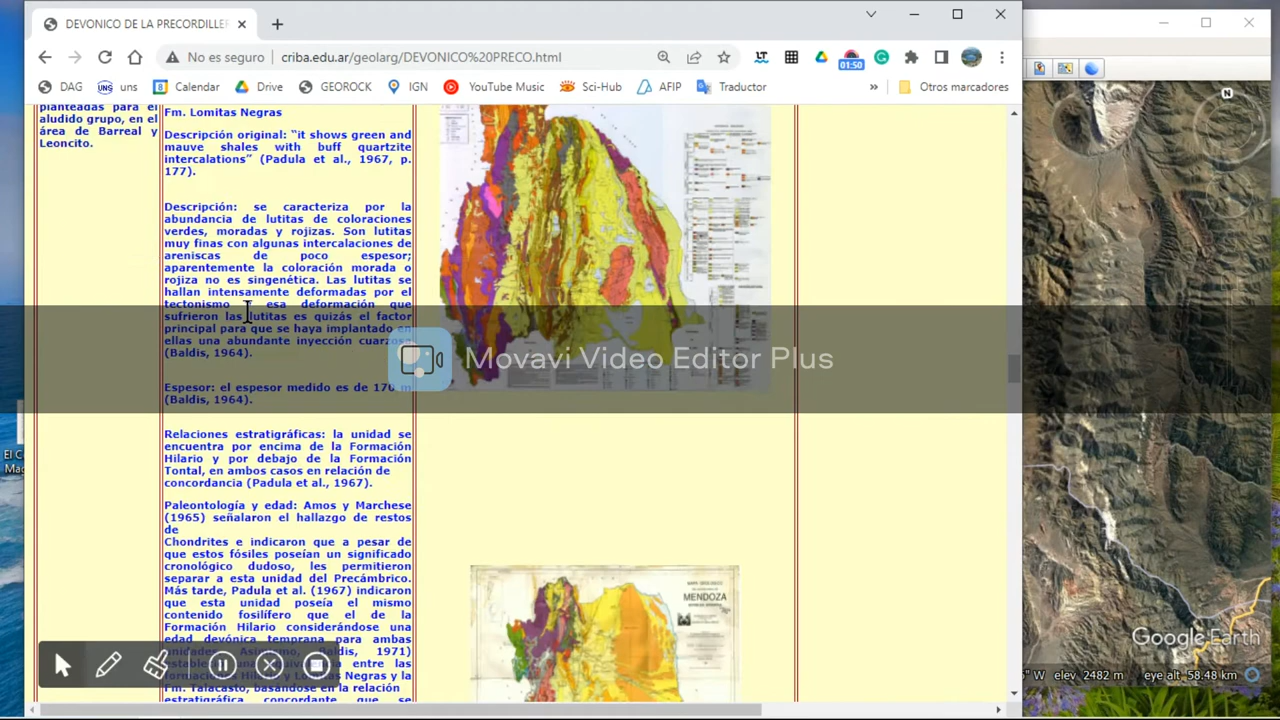 DEVONICO DE LA PRECORDILLER
No es seguro
criba.edu.ar/geolarg/DEVONICO%20PRECO.html
01:50
DAG
uns
Calendar
Drive
GEOROCK
IGN
YouTube Music
Sci-Hub
AFIP
Traductor
»
Otros marcadores
planteadas para el
aludido grupo, en el
área de Barreal y
Leoncito.
Fm. Lomitas Negras
Descripción original: “it shows green and
mauve shales with buff quartzite
intercalations” (Padula et al., 1967, p.
177).
Descripción: se caracteriza por la
abundancia de lutitas de coloraciones
verdes, moradas y rojizas. Son lutitas
muy finas con algunas intercalaciones de
areniscas de poco espesor;
aparentemente la coloración morada o
rojiza no es singenética. Las lutitas se
hallan intensamente deformadas por el
tectonismo esa deformación que
sufrieron las lutitas es quizás el factor
principal para que se haya implantado en
ellas una abundante inyección cuarzosa
(Baldis, 1964).
Movavi Video Editor Plus
Espesor: el espesor medido es de 170 m
(Baldis, 1964).
Relaciones estratigráficas: la unidad se
encuentra por encima de la Formación
Hilario y por debajo de la Formación
Tontal, en ambos casos en relación de
concordancia (Padula et al., 1967).
Paleontología y edad: Amos y Marchese
(1965) señalaron el hallazgo de restos
de
Chondrites e indicaron que a pesar de
que estos fósiles poseían un significado
cronológico dudoso, les permitieron
separar a esta unidad del Precámbrico.
Más tarde, Padula et al. (1967) indicaron
que esta unidad poseía el mismo
contenido fosilífero que el de la
Formación Hilario considerándose una
edad devónica temprana para ambas
entre las
Negras y la
Fm. Talacasto, basándose en la relación
estratigráfica concordante que se
MENDOZA
N
Google Earth
W elev 2482 m eye alt 58.48 km